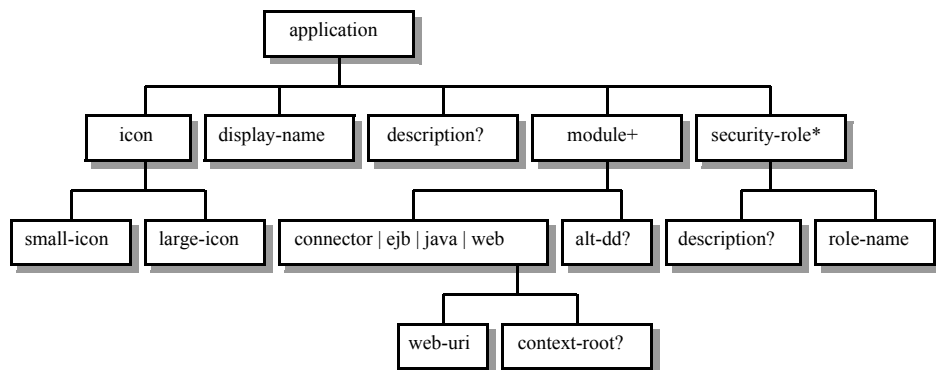 application
icon
display-name
description?
module+
security-role*
small-icon
large-icon
connector | ejb | java | web
alt-dd?
description?
role-name
web-uri
context-root?